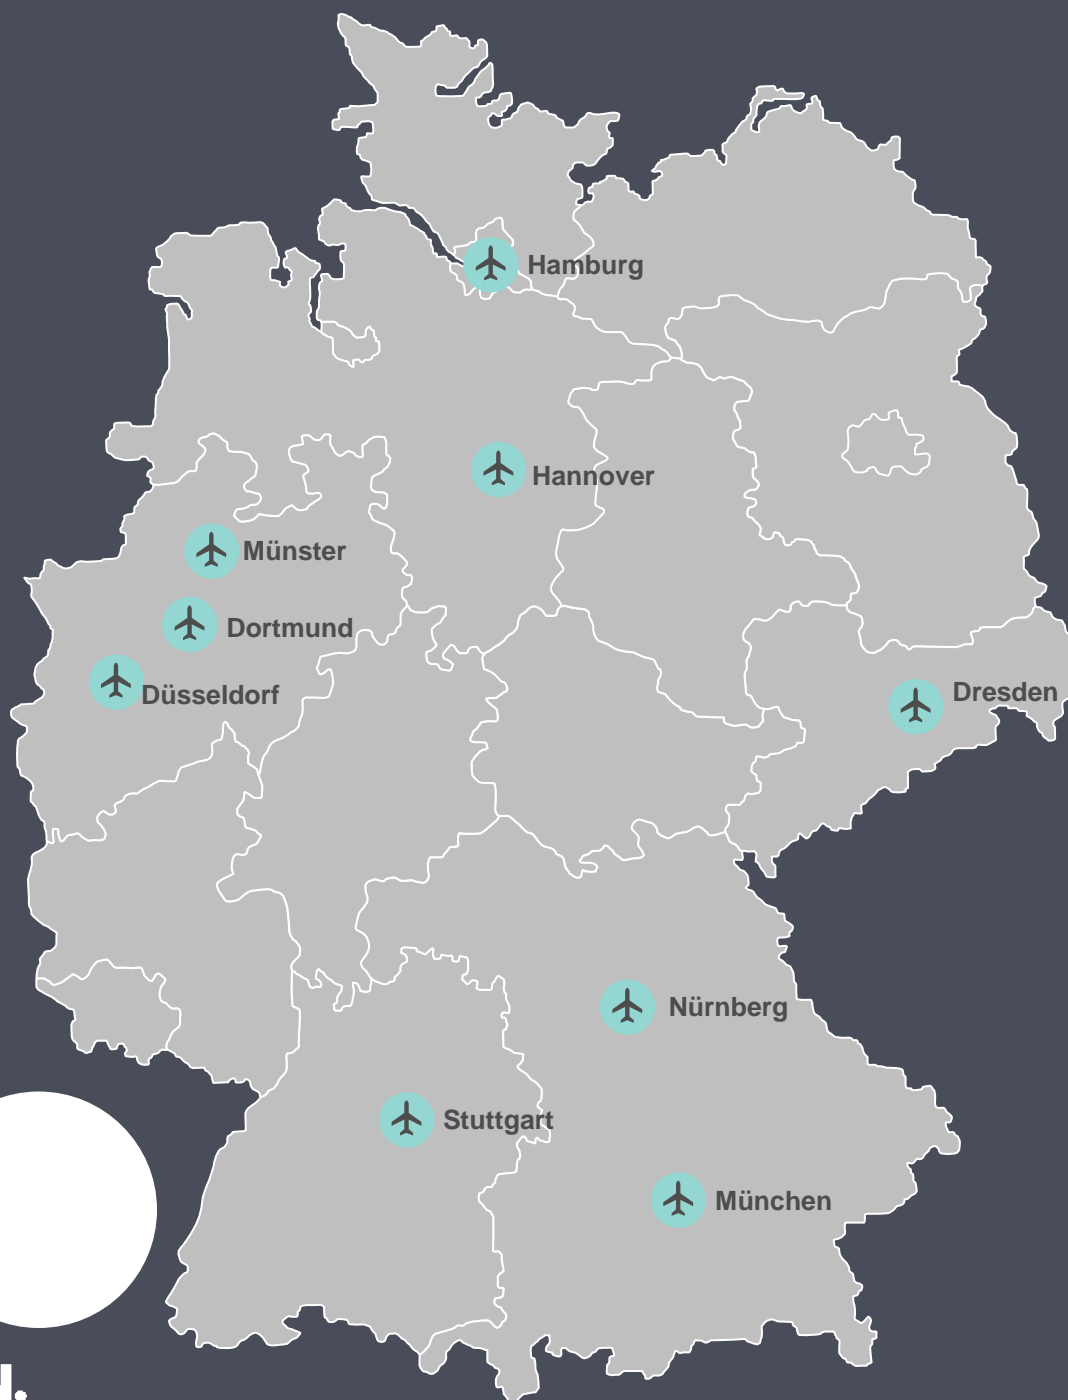 Hamburg
Hannover
Münster
Dortmund
Düsseldorf
Dresden
Nürnberg
Stuttgart
München